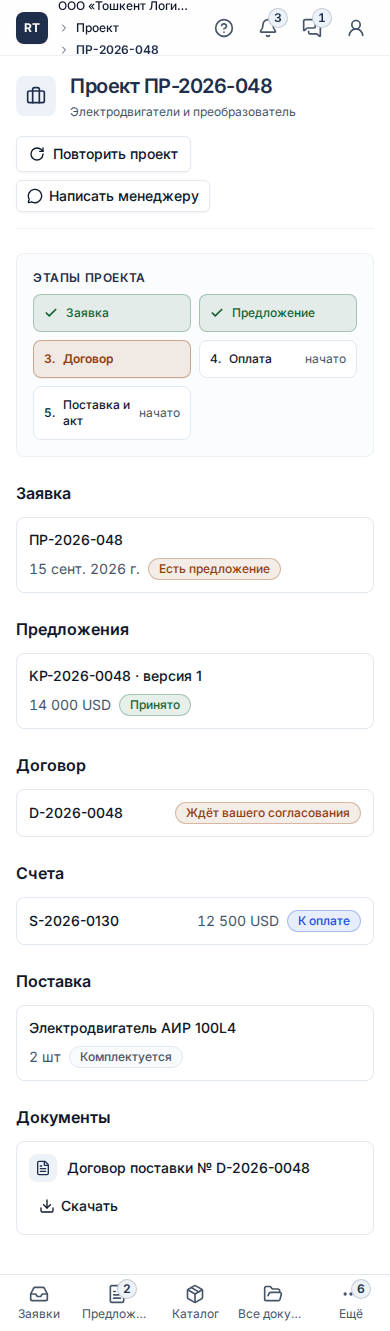 ООО «Тошкент Логи...
RT
Проект
3
1
ПР-2026-048
Проект ПР-2026-048
Электродвигатели и преобразователь
Повторить проект
Написать менеджеру
ЭТАПЫ ПРОЕКТА
Заявка
Предложение
3. Договор
4. Оплата начато
5. Поставка и акт начато
Заявка
ПР-2026-048
15 сент. 2026 г. Есть предложение
Предложения
KP-2026-0048 · версия 1
14 000 USD Принято
Договор
D-2026-0048 Ждёт вашего согласования
Счета
S-2026-0130 12 500 USD К оплате
Поставка
Электродвигатель АИР 100L4
2 шт Комплектуется
Документы
Договор поставки № D-2026-0048
Скачать
2
6
Заявки Предлож... Каталог Все доку... Ещё